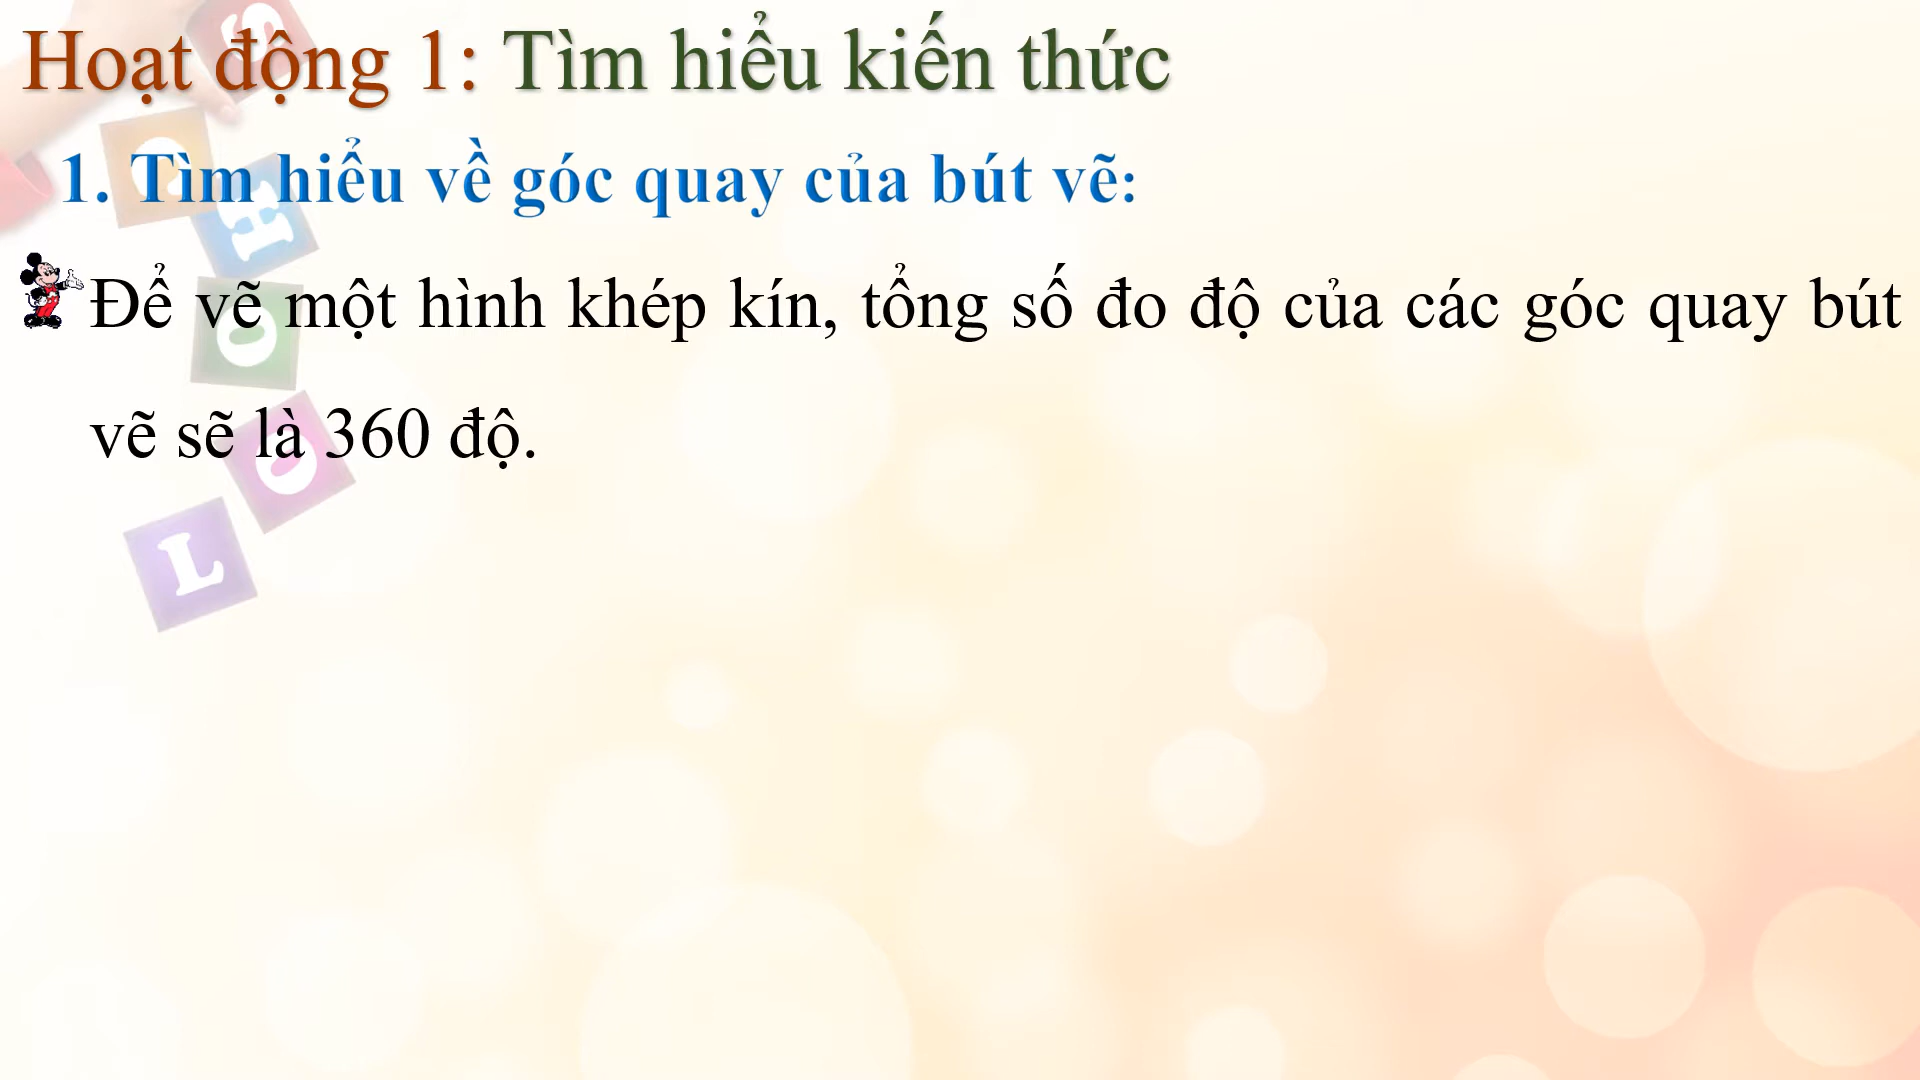 Hoạt động 1: Tìm hiểu kiến thức
1. Tìm hiểu về góc quay của bút vẽ:
Để vẽ một hình khép kín, tổng số đo độ của các góc quay bút
vẽ sẽ là 360 độ.
S
C
H
O
O
L